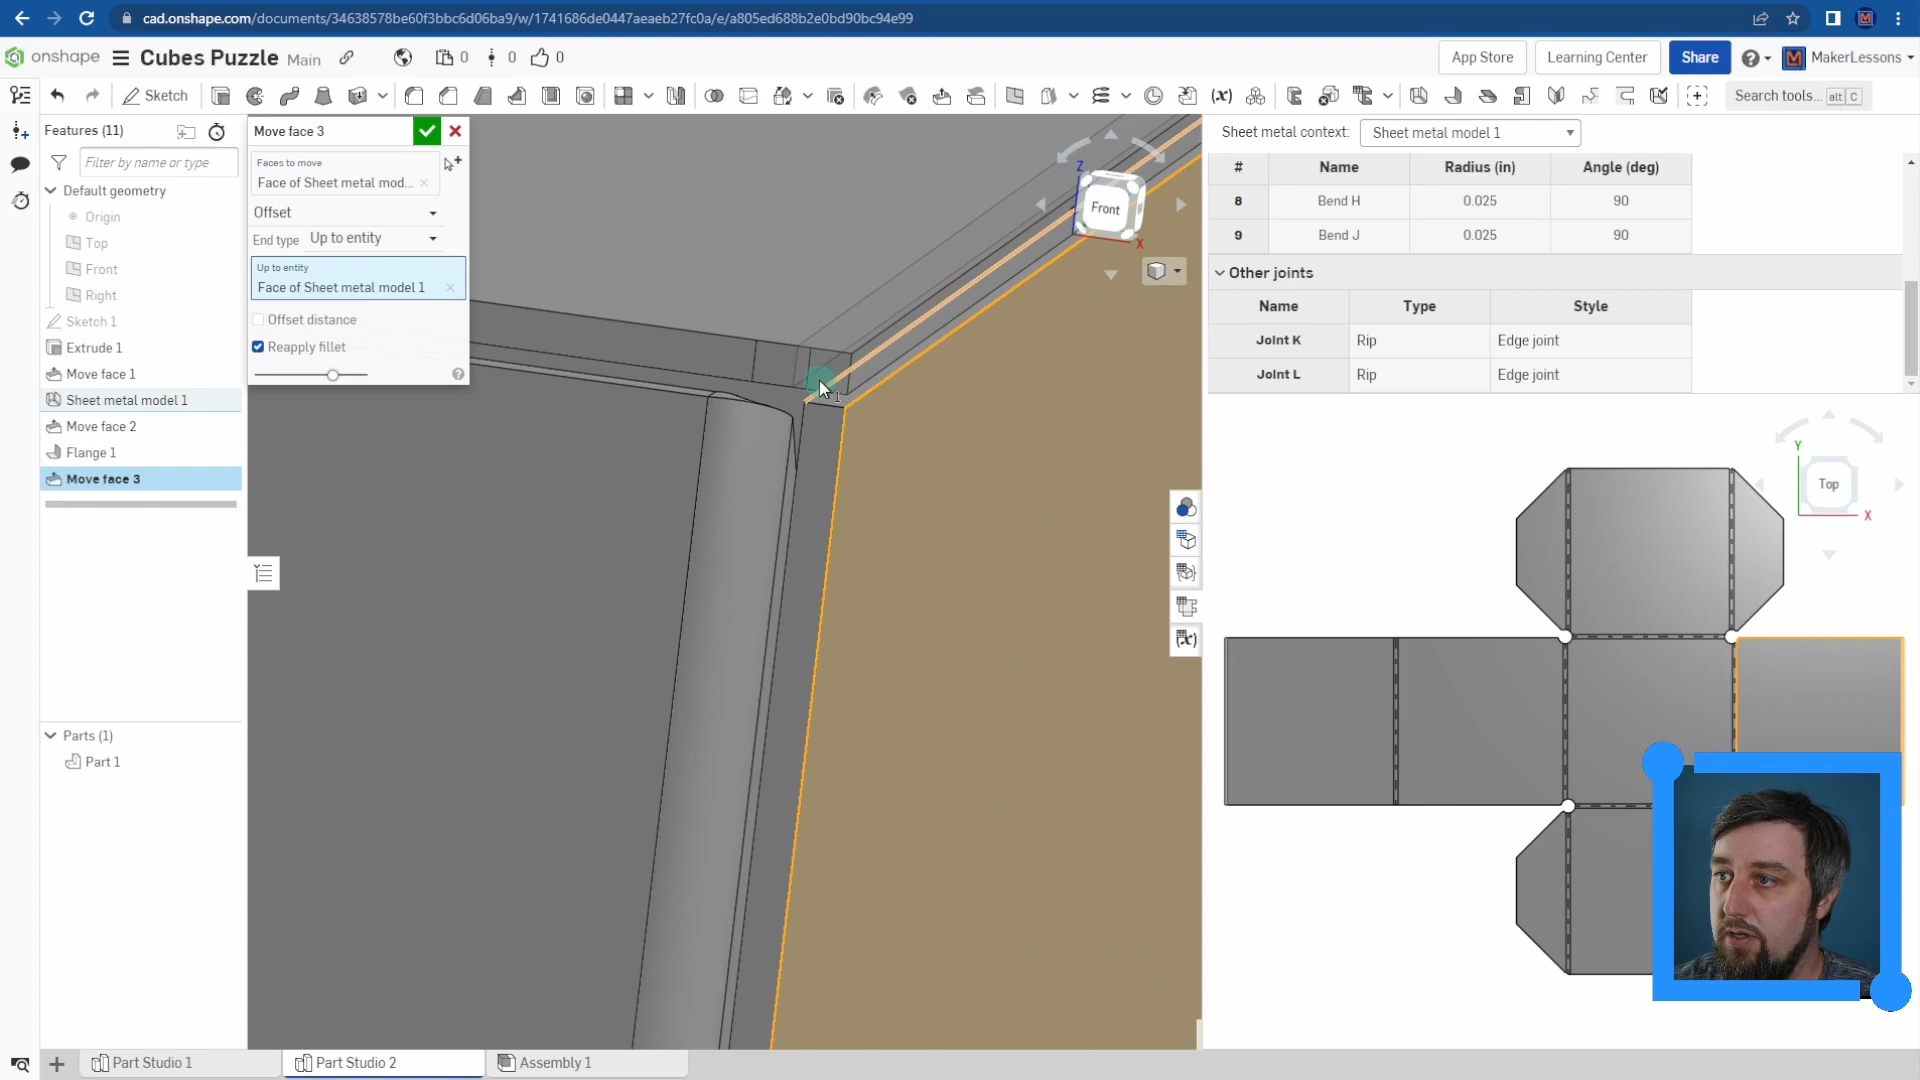 cad.onshape.com/documents/34638578be60f3bbc6d06ba9/w/1741686de0447aeaeb27fc0a/e/a805ed688b2e0bd90bc94e99
onshape Cubes Puzzle Main 0 0 0 App Store Learning Center Share MakerLessons
Sketch Search tools... alt C
Features (11)
Filter by name or type
Default geometry
Origin
Top
Front
Right
Sketch 1
Extrude 1
Move face 1
Sheet metal model 1
Move face 2
Flange 1
Move face 3
Parts (1)
Part 1
Move face 3
Faces to move
Face of Sheet metal mod...
Offset
End type Up to entity
Up to entity
Face of Sheet metal model 1
Offset distance
Reapply fillet
1
Z
Front
X
Sheet metal context: Sheet metal model 1
# Name Radius (in) Angle (deg)
8 Bend H 0.025 90
9 Bend J 0.025 90
Other joints
Name Type Style
Joint K Rip Edge joint
Joint L Rip Edge joint
Y
Top
X
Part Studio 1 Part Studio 2 Assembly 1